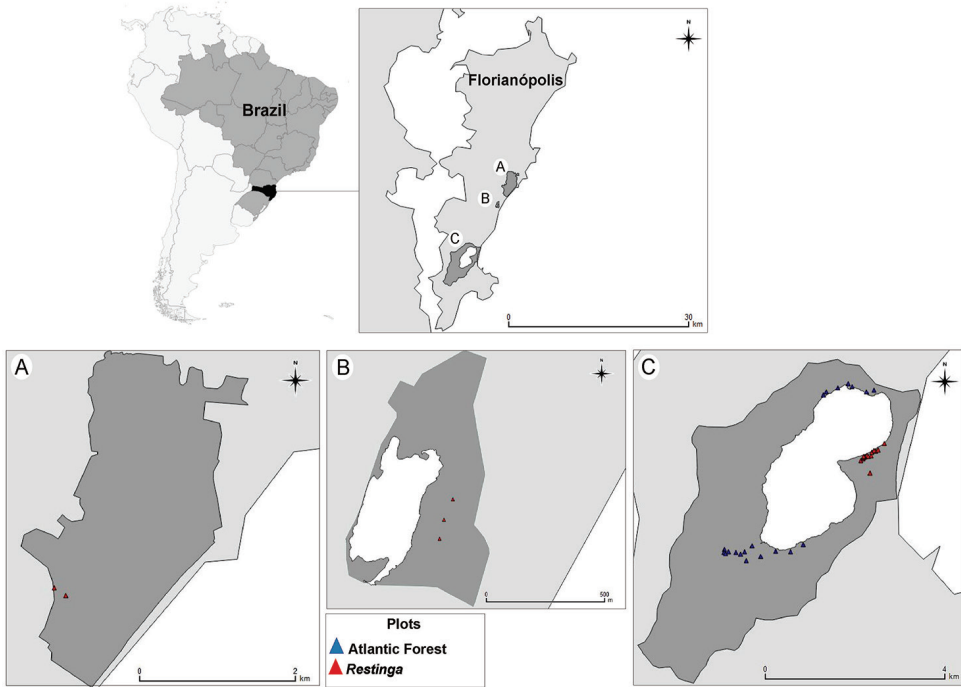 Brazil
Florianópolis
N
A
B
C
0 30
km
A
N
0 2
km
B
N
0 500
m
C
N
0 4
km
Plots
Atlantic Forest
Restinga